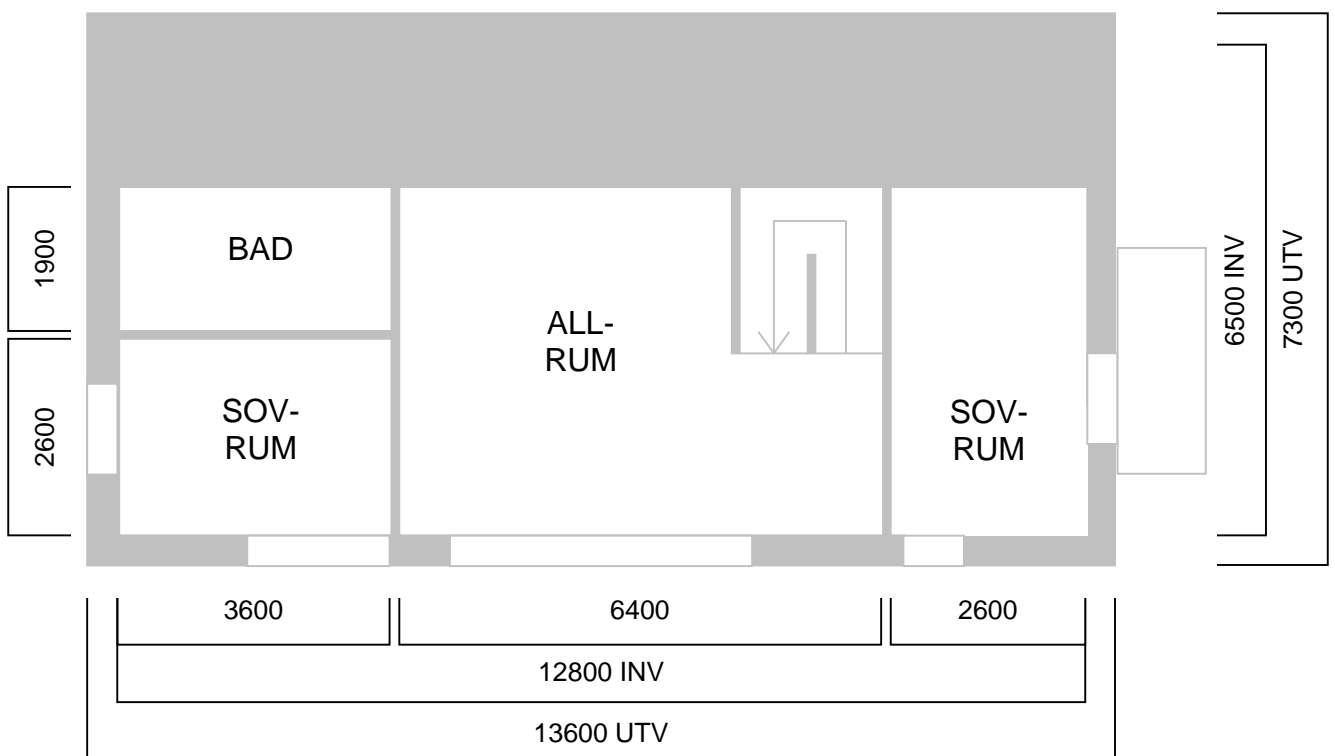 BAD
ALL-
RUM
SOV-
RUM
SOV-
RUM
1900
2600
6500 INV
7300 UTV
3600
6400
2600
12800 INV
13600 UTV